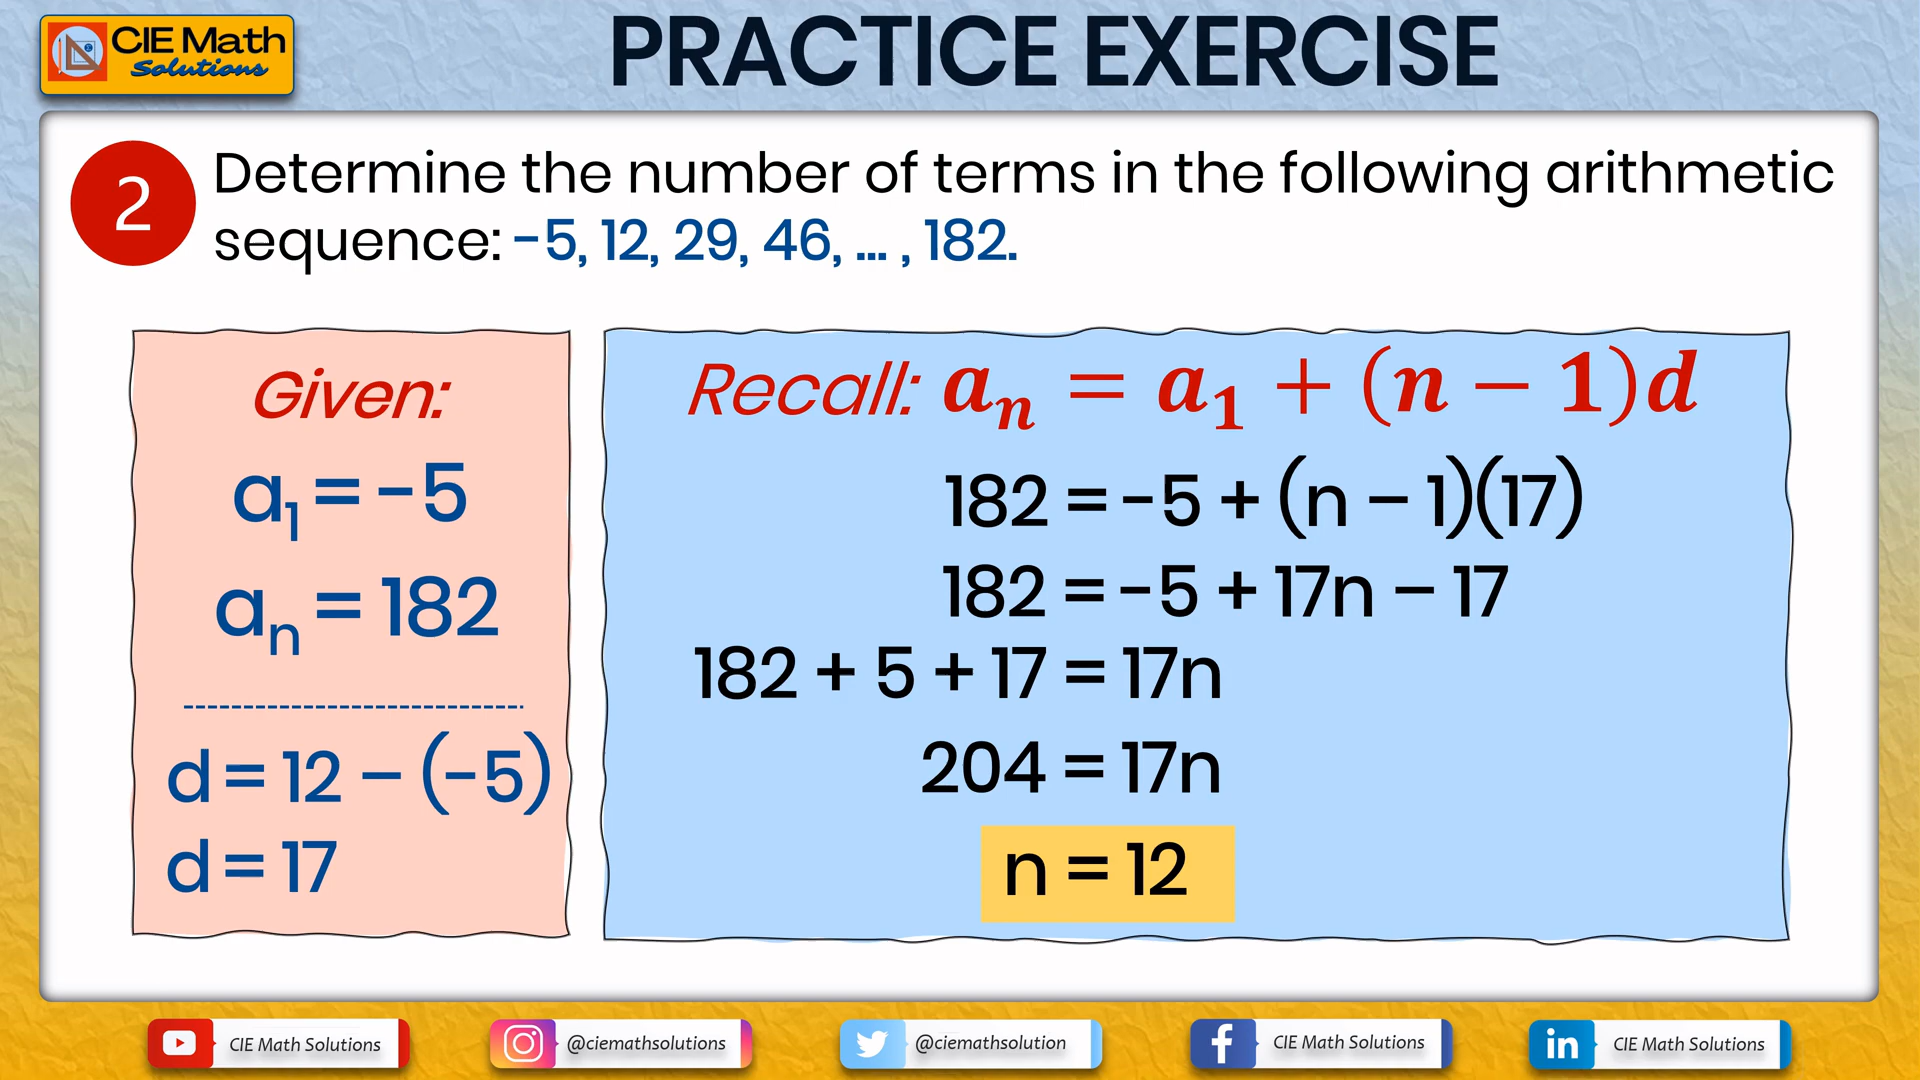 CIE Math
Solutions
PRACTICE EXERCISE
2
Determine the number of terms in the following arithmetic
sequence: -5, 12, 29, 46, ... , 182.
Given:
a₁ = -5
aₙ = 182
d = 12 – (-5)
d = 17
Recall: aₙ = a₁ + (n − 1)d
182 = -5 + (n – 1)(17)
182 = -5 + 17n – 17
182 + 5 + 17 = 17n
204 = 17n
n = 12
CIE Math Solutions
@ciemathsolutions
@ciemathsolution
CIE Math Solutions
CIE Math Solutions